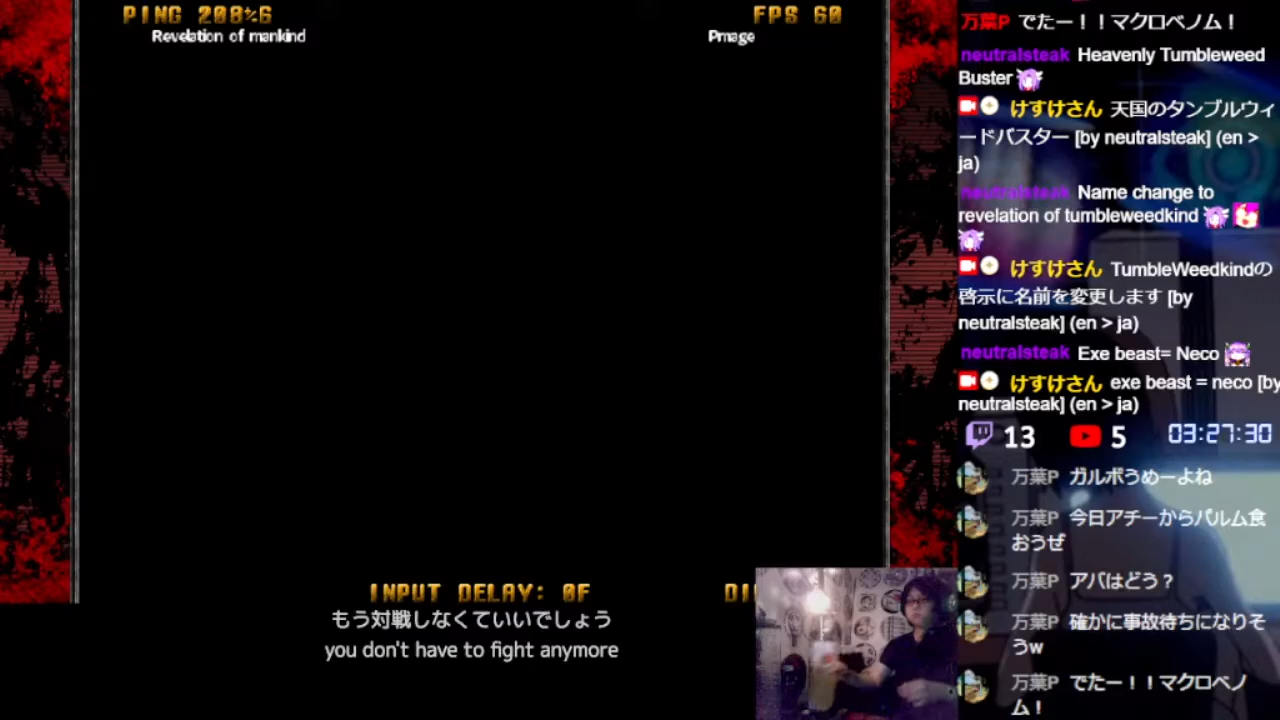 PING 208%6
FPS 60
Revelation of mankind
Pmage
INPUT DELAY: 0F
もう対戦しなくていいでしょう
you don't have to fight anymore
万葉P でたー！！マクロベノム！
neutralsteak Heavenly Tumbleweed
Buster
けすけさん 天国のタンブルウィ
ードバスター [by neutralsteak] (en >
ja)
neutralsteak Name change to
revelation of tumbleweedkind
けすけさん TumbleWeedkindの
啓示に名前を変更します [by
neutralsteak] (en > ja)
neutralsteak Exe beast= Neco
けすけさん exe beast = neco [by
neutralsteak] (en > ja)
13 5 03:27:30
万葉P ガルボうめーよね
万葉P 今日アチーからパルム食
おうぜ
万葉P アバはどう？
万葉P 確かに事故待ちになりそ
うw
万葉P でたー！！マクロベノ
ム！